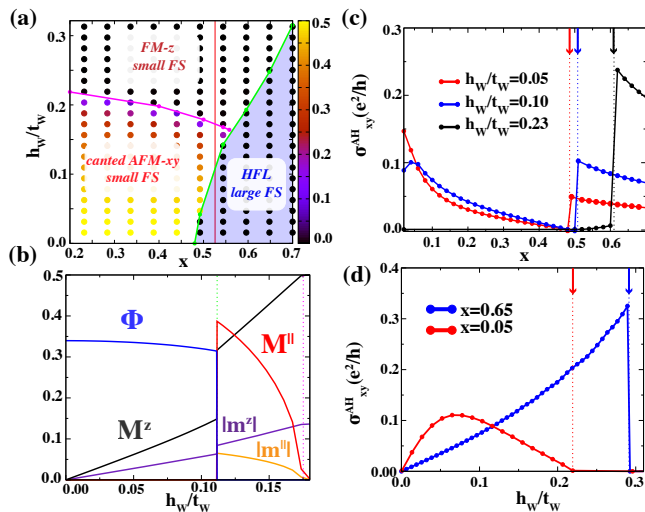 (a)
0.3
0.2
0.1
0.0
h_W/t_W
FM-z
small FS
canted AFM-xy
small FS
HFL
large FS
0.2 0.3 0.4 0.5 0.6 0.7
x
0.5
0.4
0.3
0.2
0.1
0.0
(b)
0.5
0.4
0.3
0.2
0.1
0.0
Φ
M^||
M^z
|m^z|
|m^|||
0.00 0.05 0.10 0.15
h_W/t_W
(c)
σ^AH_xy(e²/h)
0.3
0.2
0.1
0.0
h_W/t_W=0.05
h_W/t_W=0.10
h_W/t_W=0.23
0.1 0.2 0.3 0.4 0.5 0.6
x
(d)
σ^AH_xy(e²/h)
0.4
0.3
0.2
0.1
0.00
x=0.65
x=0.05
0.0 0.1 0.2 0.3
h_W/t_W